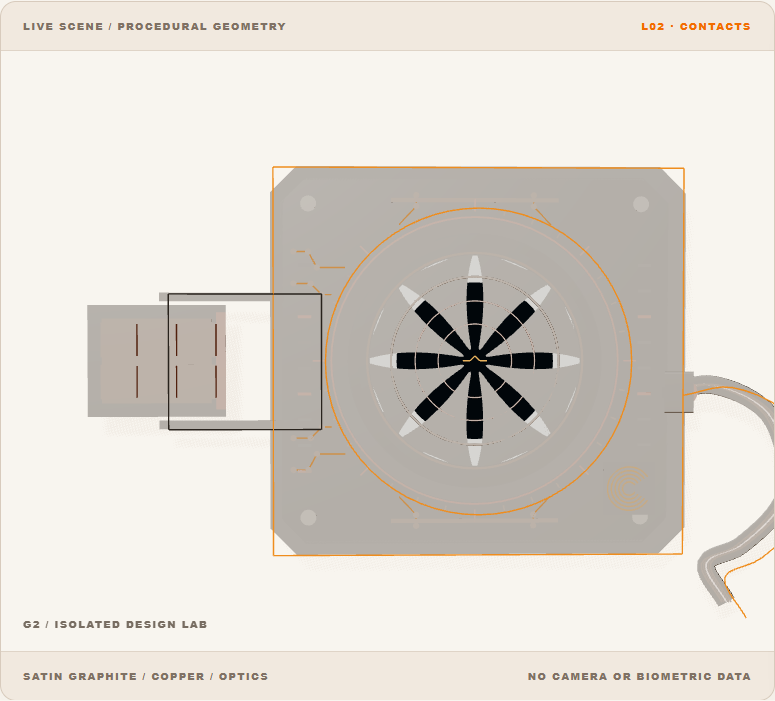 LIVE SCENE / PROCEDURAL GEOMETRY
L02 · CONTACTS
G2 / ISOLATED DESIGN LAB
SATIN GRAPHITE / COPPER / OPTICS
NO CAMERA OR BIOMETRIC DATA